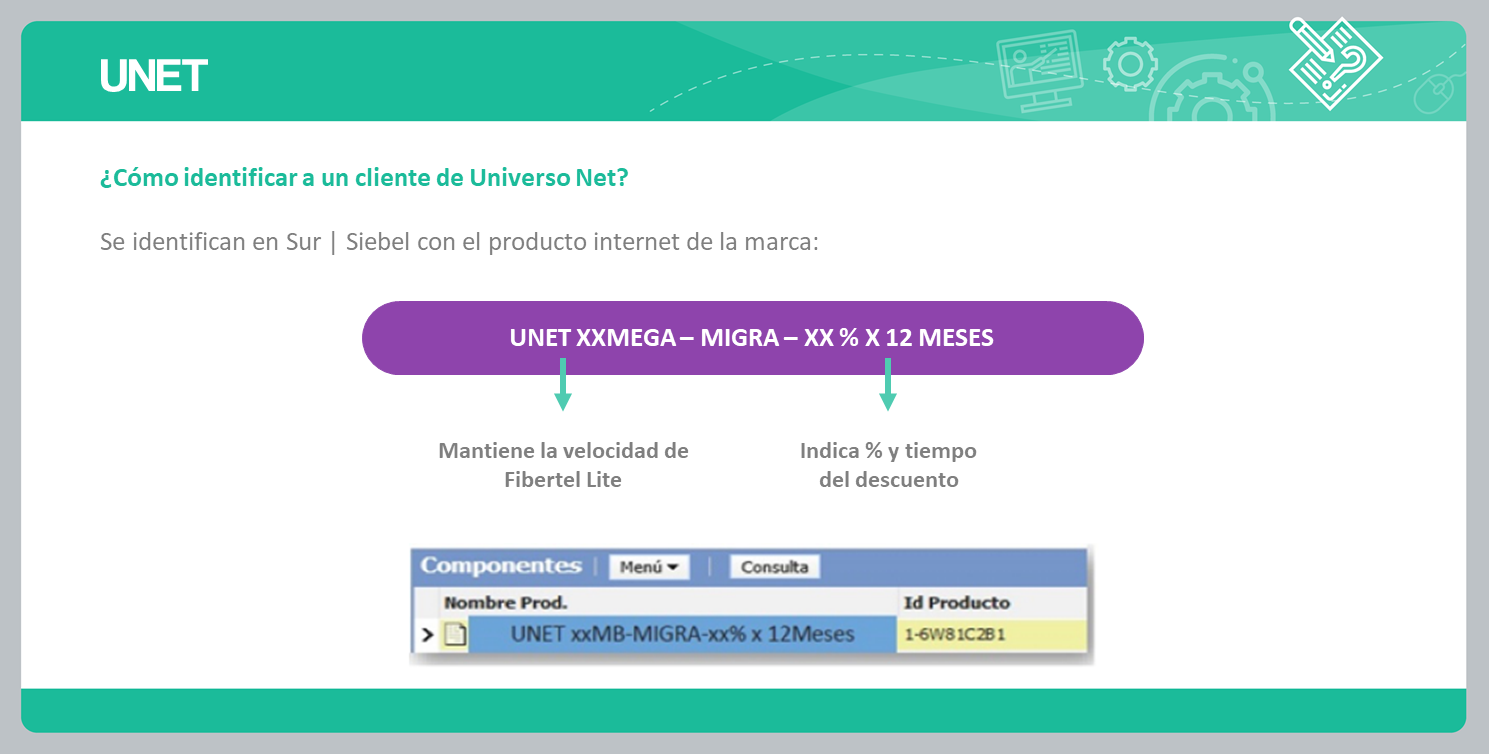 UNET
¿Cómo identificar a un cliente de Universo Net?
Se identifican en Sur | Siebel con el producto internet de la marca:
UNET XXMEGA – MIGRA – XX % X 12 MESES
Mantiene la velocidad de
Fibertel Lite
Indica % y tiempo
del descuento
Componentes | Menú | Consulta
Nombre Prod. Id Producto
UNET xxMB-MIGRA-xx% x 12Meses 1-6W81C2B1